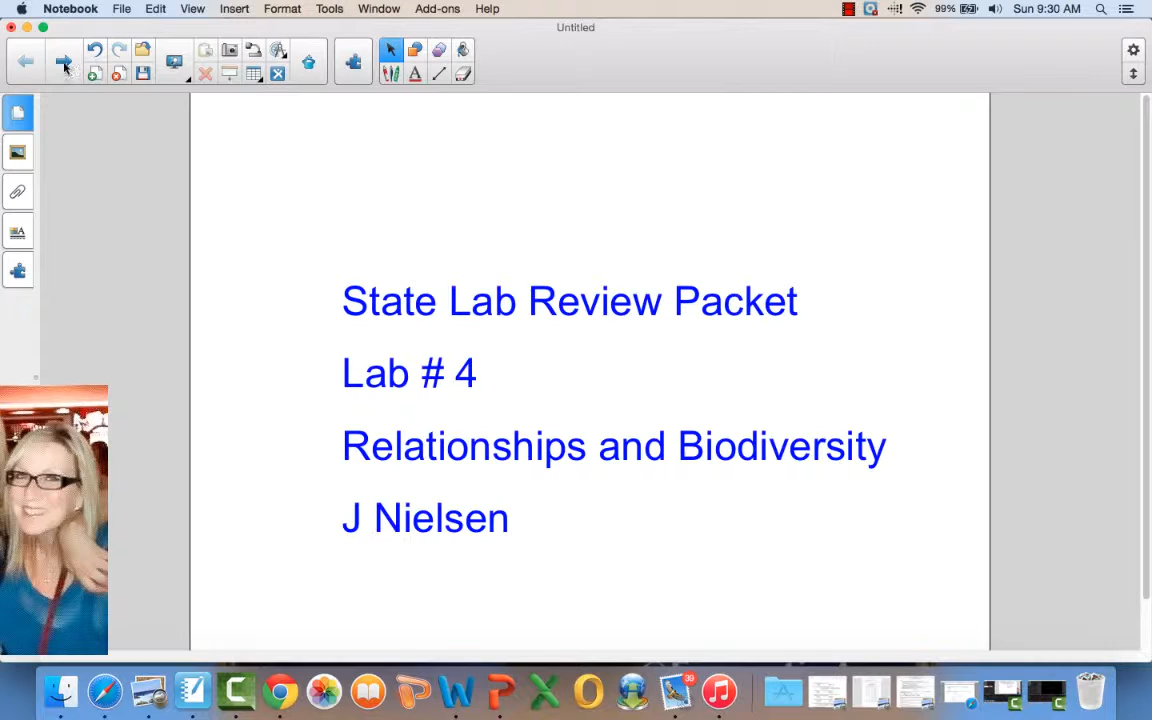 Notebook File Edit View Insert Format Tools Window Add-ons Help 99% Sun 9:30 AM
Untitled
State Lab Review Packet
Lab # 4
Relationships and Biodiversity
J Nielsen
39